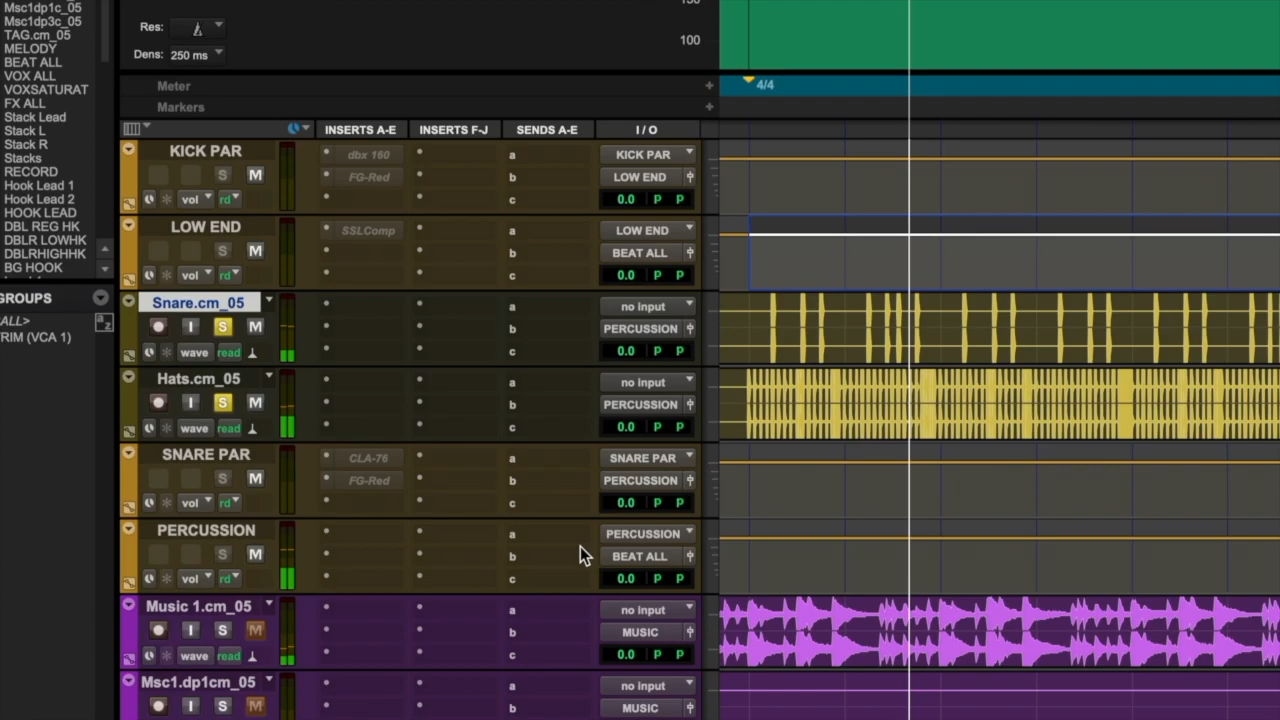 Msc1dp1c_05
Msc1dp3c_05
TAG.cm_05
MELODY
BEAT ALL
VOX ALL
VOXSATURAT
FX ALL
Stack Lead
Stack L
Stack R
Stacks
RECORD
Hook Lead 1
Hook Lead 2
HOOK LEAD
DBL REG HK
DBLR LOWHK
DBLRHIGHHK
BG HOOK
GROUPS
ALL>
TRIM (VCA 1)
a z
Res:
Dens: 250 ms
150
100
Meter +
4/4
Markers +
INSERTS A-E INSERTS F-J SENDS A-E I / O
KICK PAR dbx 160 a KICK PAR
S M FG-Red b LOW END
vol rd c 0.0 P P
LOW END SSLComp a LOW END
S M b BEAT ALL
vol rd c 0.0 P P
Snare.cm_05 a no input
I S M b PERCUSSION
wave read c 0.0 P P
Hats.cm_05 a no input
I S M b PERCUSSION
wave read c 0.0 P P
SNARE PAR CLA-76 a SNARE PAR
S M FG-Red b PERCUSSION
vol rd c 0.0 P P
PERCUSSION a PERCUSSION
S M b BEAT ALL
vol rd c 0.0 P P
Music 1.cm_05 a no input
I S M b MUSIC
wave read c 0.0 P P
Msc1.dp1cm_05 a no input
I S M b MUSIC